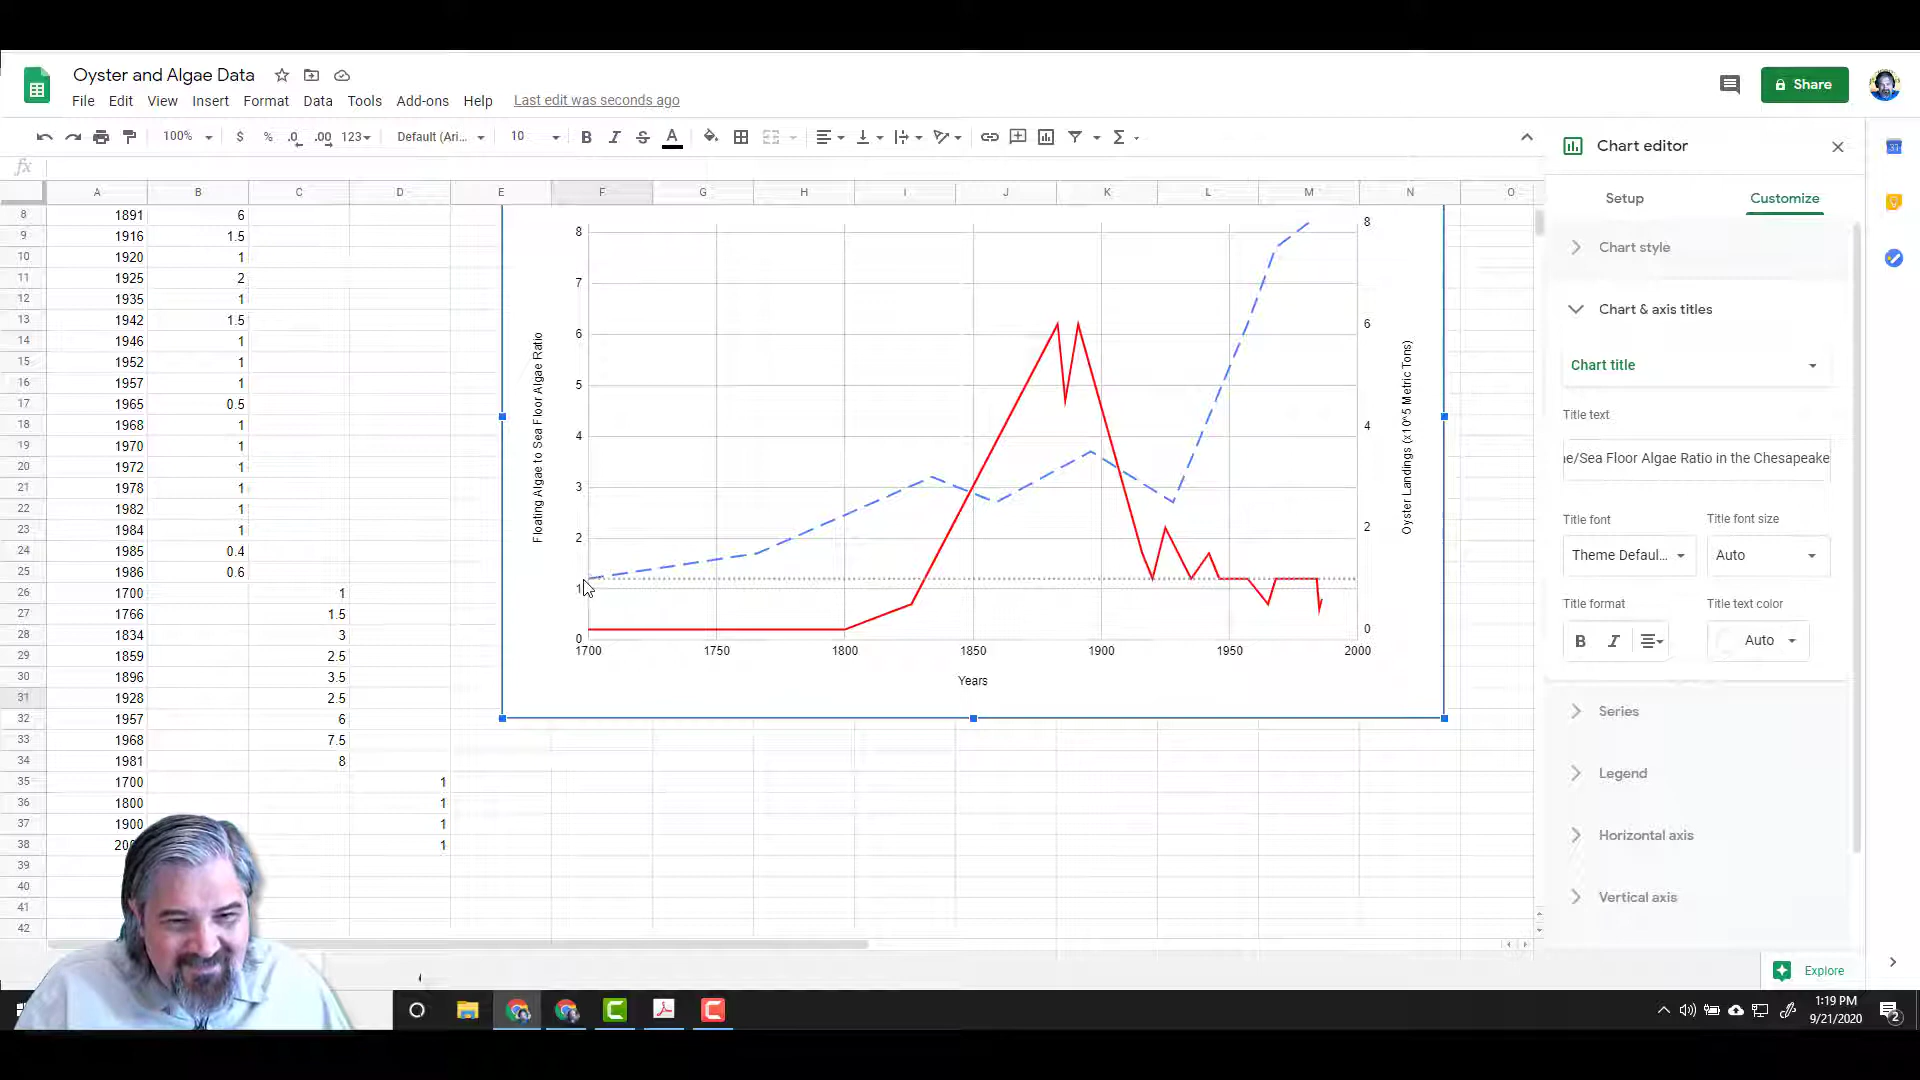 Oyster and Algae Data
Share
File Edit View Insert Format Data Tools Add-ons Help Last edit was seconds ago
100% $ % .0 .00 123 Default (Ari... 10 B I S A
fx
Chart editor
Setup Customize
A B C D E F G H I J K L M N O
8 1891 6
9 1916 1.5
10 1920 1
11 1925 2
12 1935 1
13 1942 1.5
14 1946 1
15 1952 1
16 1957 1
17 1965 0.5
18 1968 1
19 1970 1
20 1972 1
21 1978 1
22 1982 1
23 1984 1
24 1985 0.4
25 1986 0.6
26 1700 1
27 1766 1.5
28 1834 3
29 1859 2.5
30 1896 3.5
31 1928 2.5
32 1957 6
33 1968 7.5
34 1981 8
35 1700 1
36 1800 1
37 1900 1
38 1
39
40
41
42
8
7
6
5
4
3
2
1
0
Floating Algae to Sea Floor Algae Ratio
8
6
4
2
0
Oyster Landings (x10^5 Metric Tons)
1700 1750 1800 1850 1900 1950 2000
Years
Chart style
Chart & axis titles
Chart title
Title text
e/Sea Floor Algae Ratio in the Chesapeake
Title font Title font size
Theme Defaul... Auto
Title format Title text color
B I Auto
Series
Legend
Horizontal axis
Vertical axis
Explore
1:19 PM
9/21/2020
2